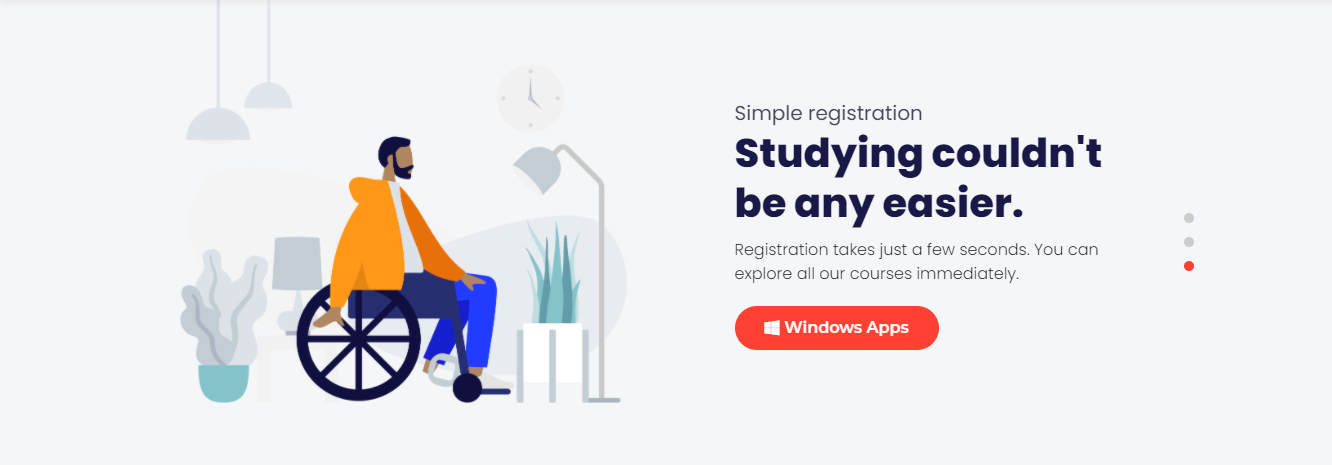 Simple registration
Studying couldn't
be any easier.
Registration takes just a few seconds. You can
explore all our courses immediately.
Windows Apps